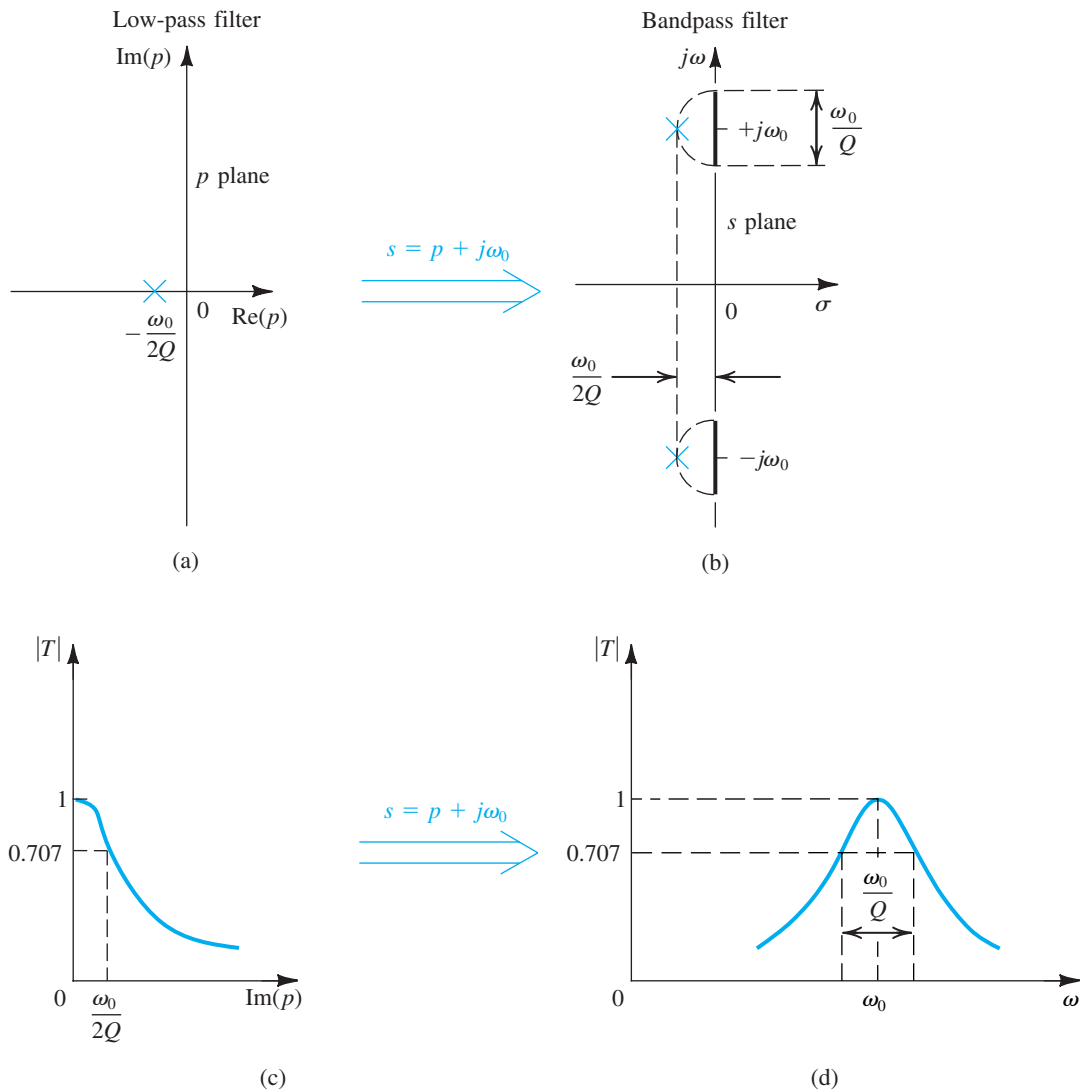 Low-pass filter
Im(p)
p plane
0
Re(p)
− ω₀/2Q
(a)
s = p + jω₀
Bandpass filter
jω
+jω₀
ω₀/Q
s plane
0
σ
ω₀/2Q
−jω₀
(b)
|T|
1
0.707
0
ω₀/2Q
Im(p)
(c)
s = p + jω₀
|T|
1
0.707
ω₀/Q
0
ω₀
ω
(d)